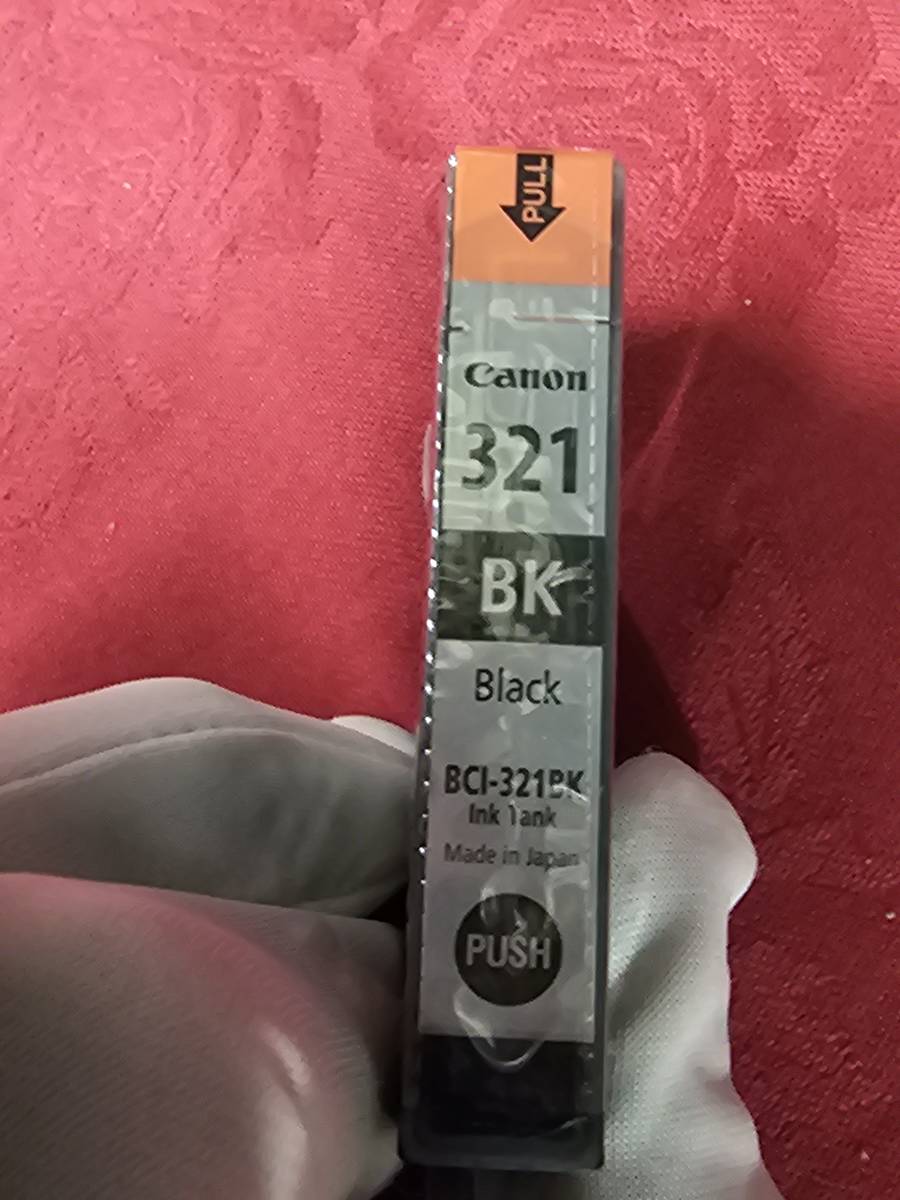 PULL
Canon
321
BK
Black
BCI-321BK
Ink Tank
Made in Japan
PUSH